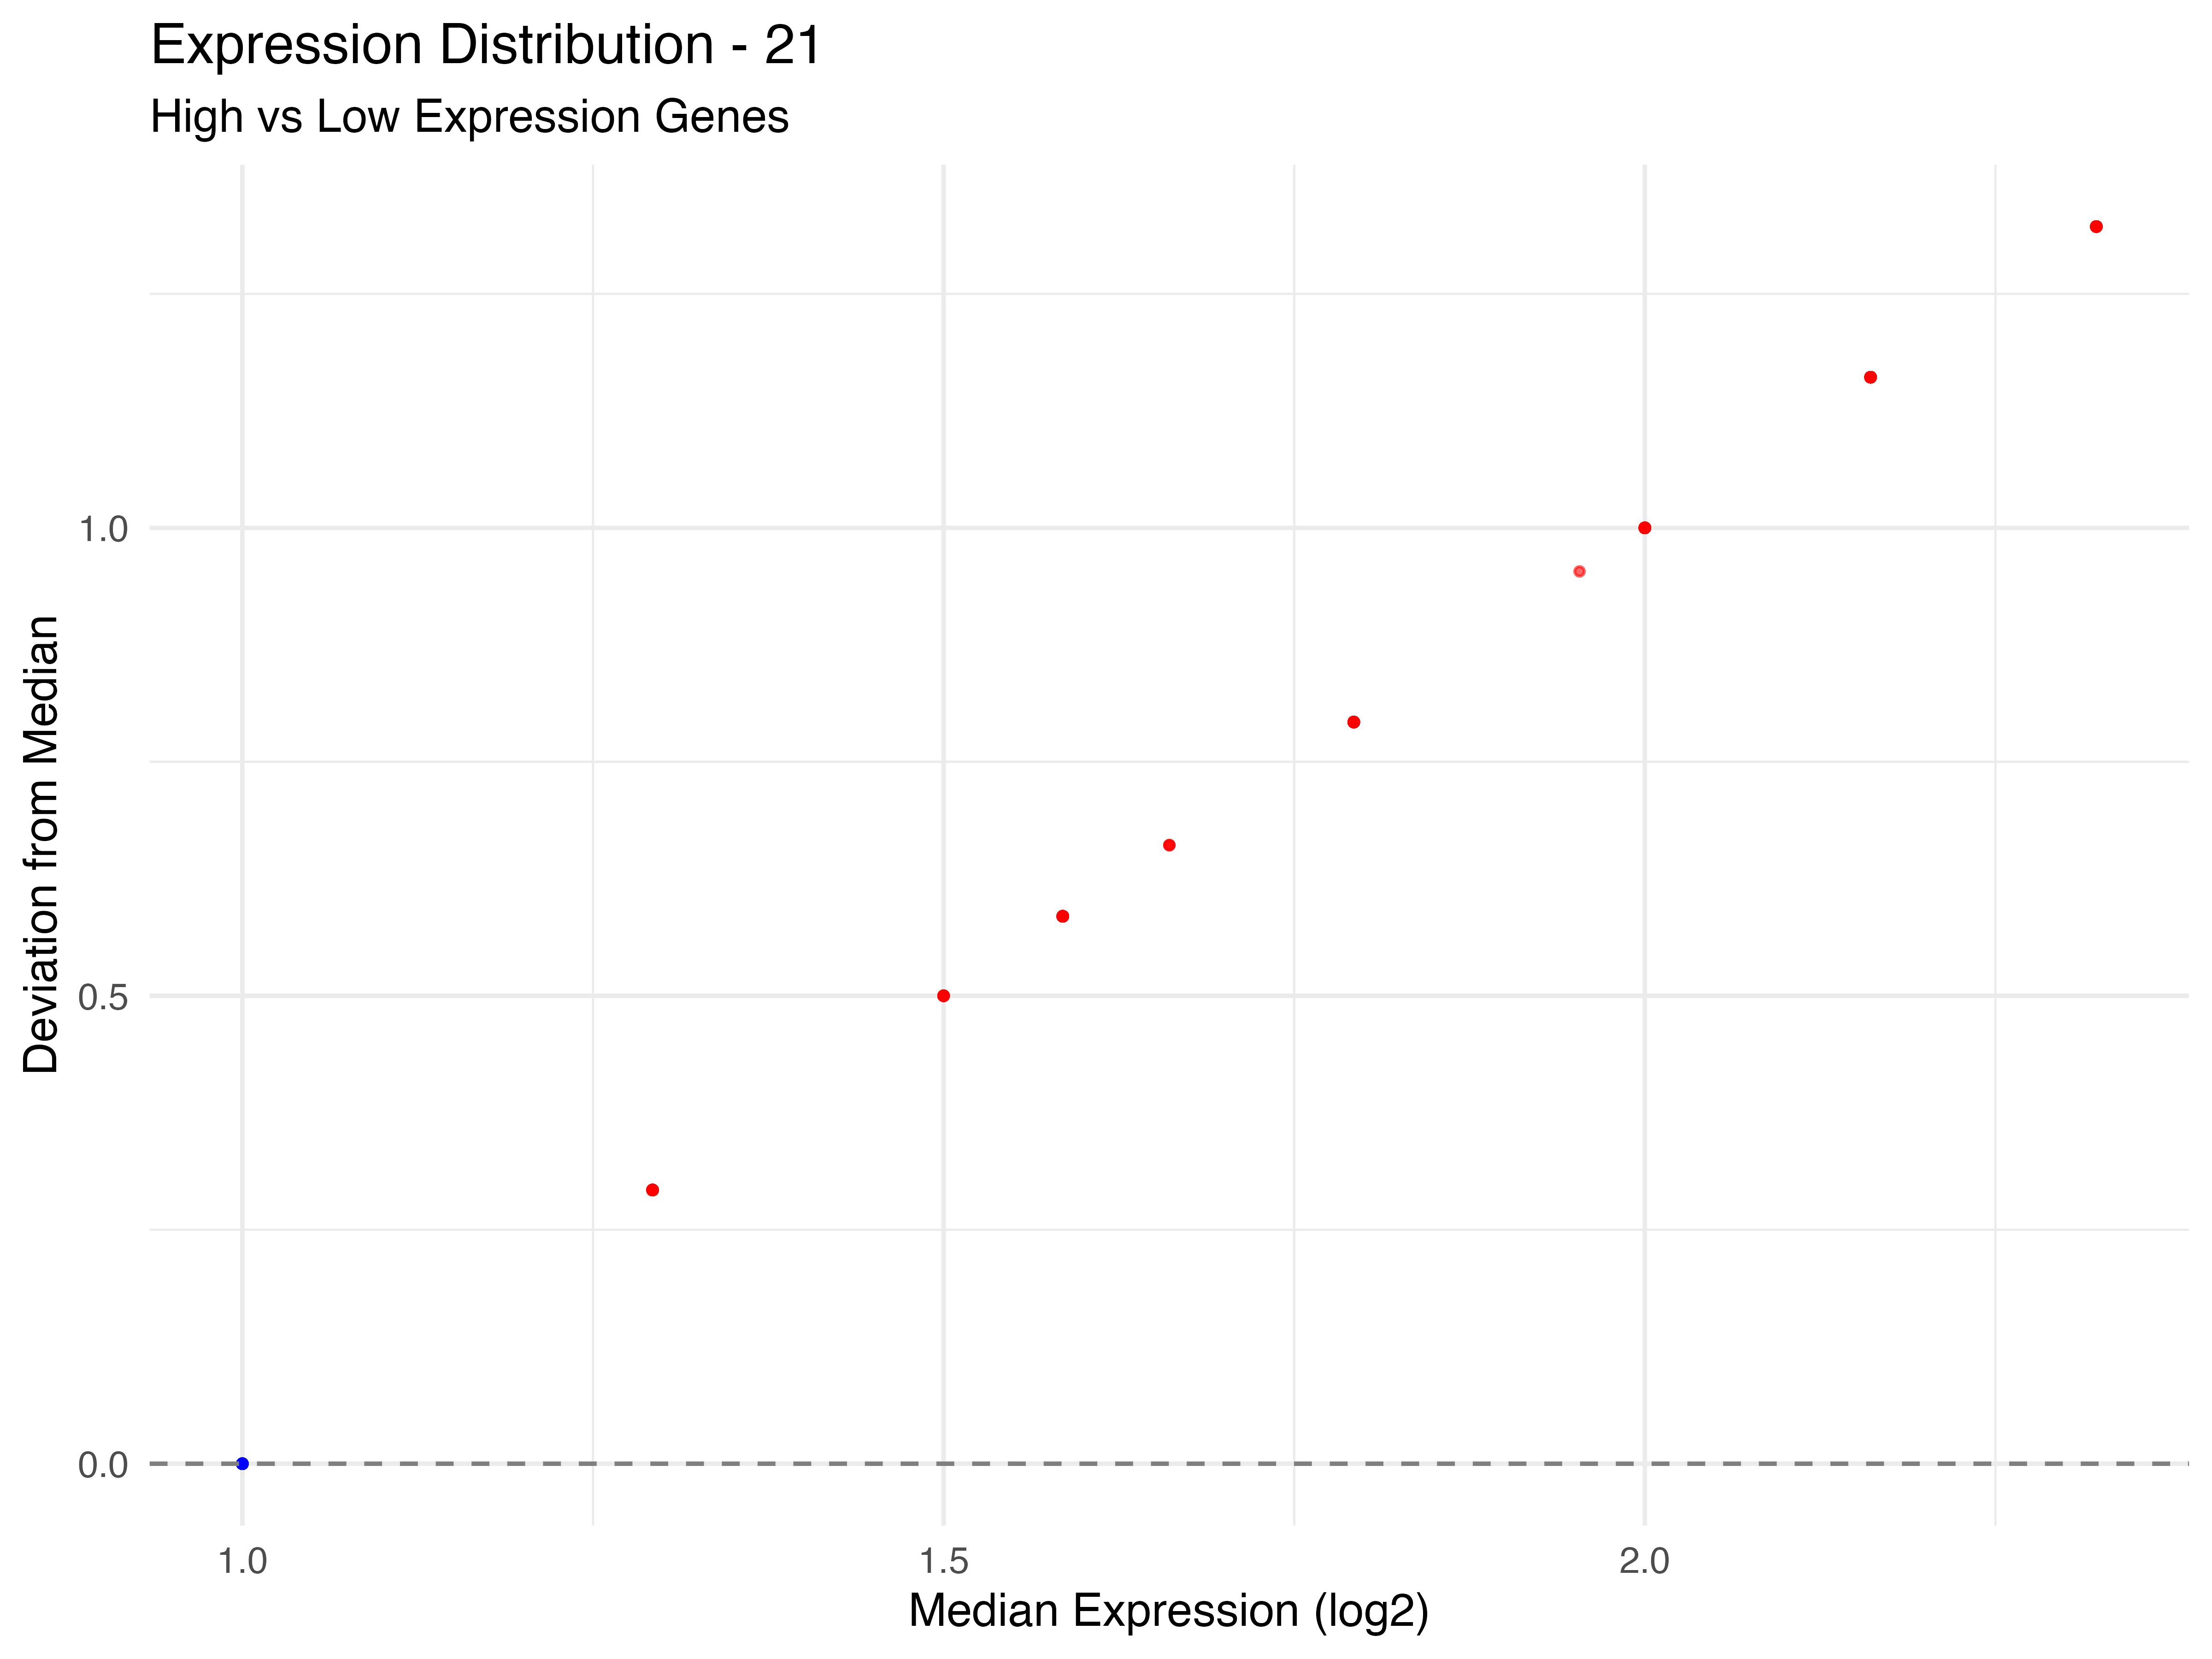 Expression Distribution - 21
High vs Low Expression Genes
Deviation from Median
1.0
0.5
0.0
1.0 1.5 2.0
Median Expression (log2)